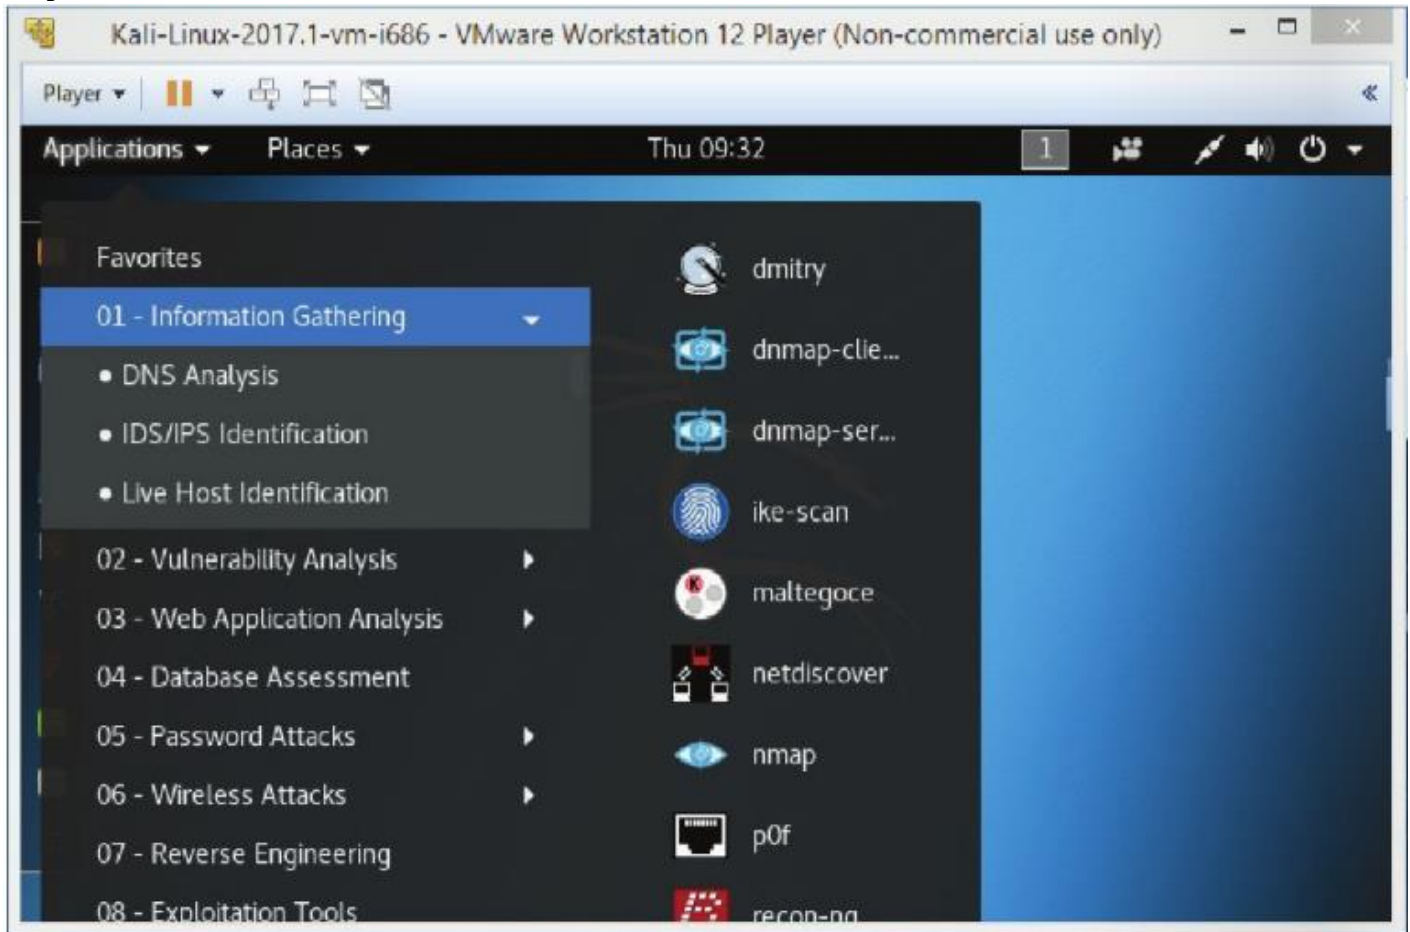 Kali-Linux-2017.1-vm-i686 - VMware Workstation 12 Player (Non-commercial use only)
Player
Applications Places Thu 09:32 1
Favorites
01 - Information Gathering
• DNS Analysis
• IDS/IPS Identification
• Live Host Identification
02 - Vulnerability Analysis
03 - Web Application Analysis
04 - Database Assessment
05 - Password Attacks
06 - Wireless Attacks
07 - Reverse Engineering
08 - Exploitation Tools
dmitry
dnmap-clie...
dnmap-ser...
ike-scan
maltegoce
netdiscover
nmap
p0f
recon-ng